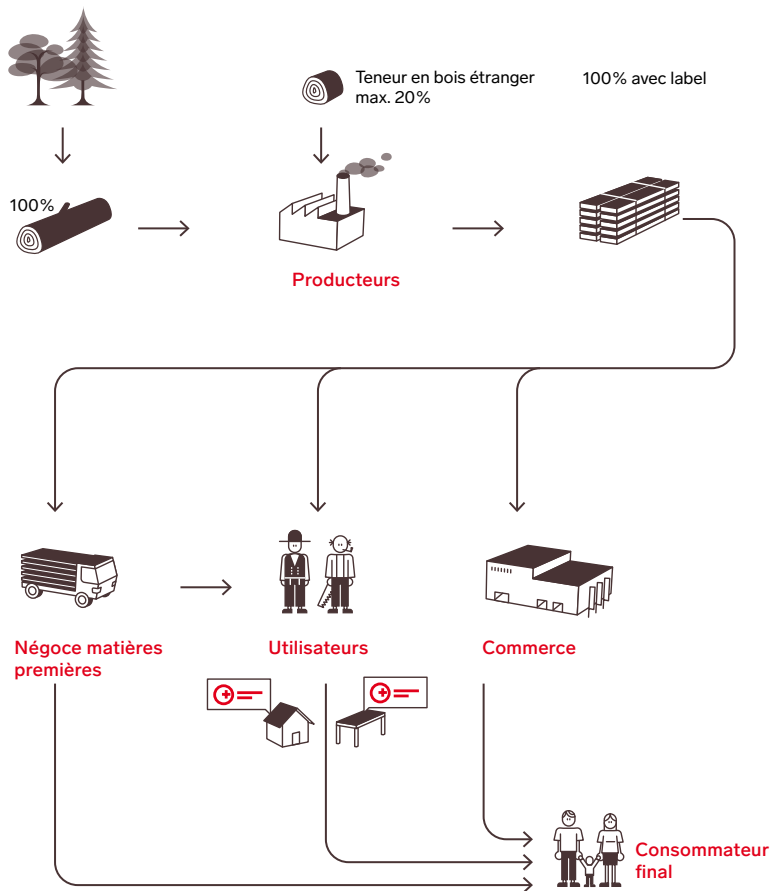 Teneur en bois étranger
max. 20%
100% avec label
100%
Producteurs
Négoce matières
premières
Utilisateurs
Commerce
Consommateur
final